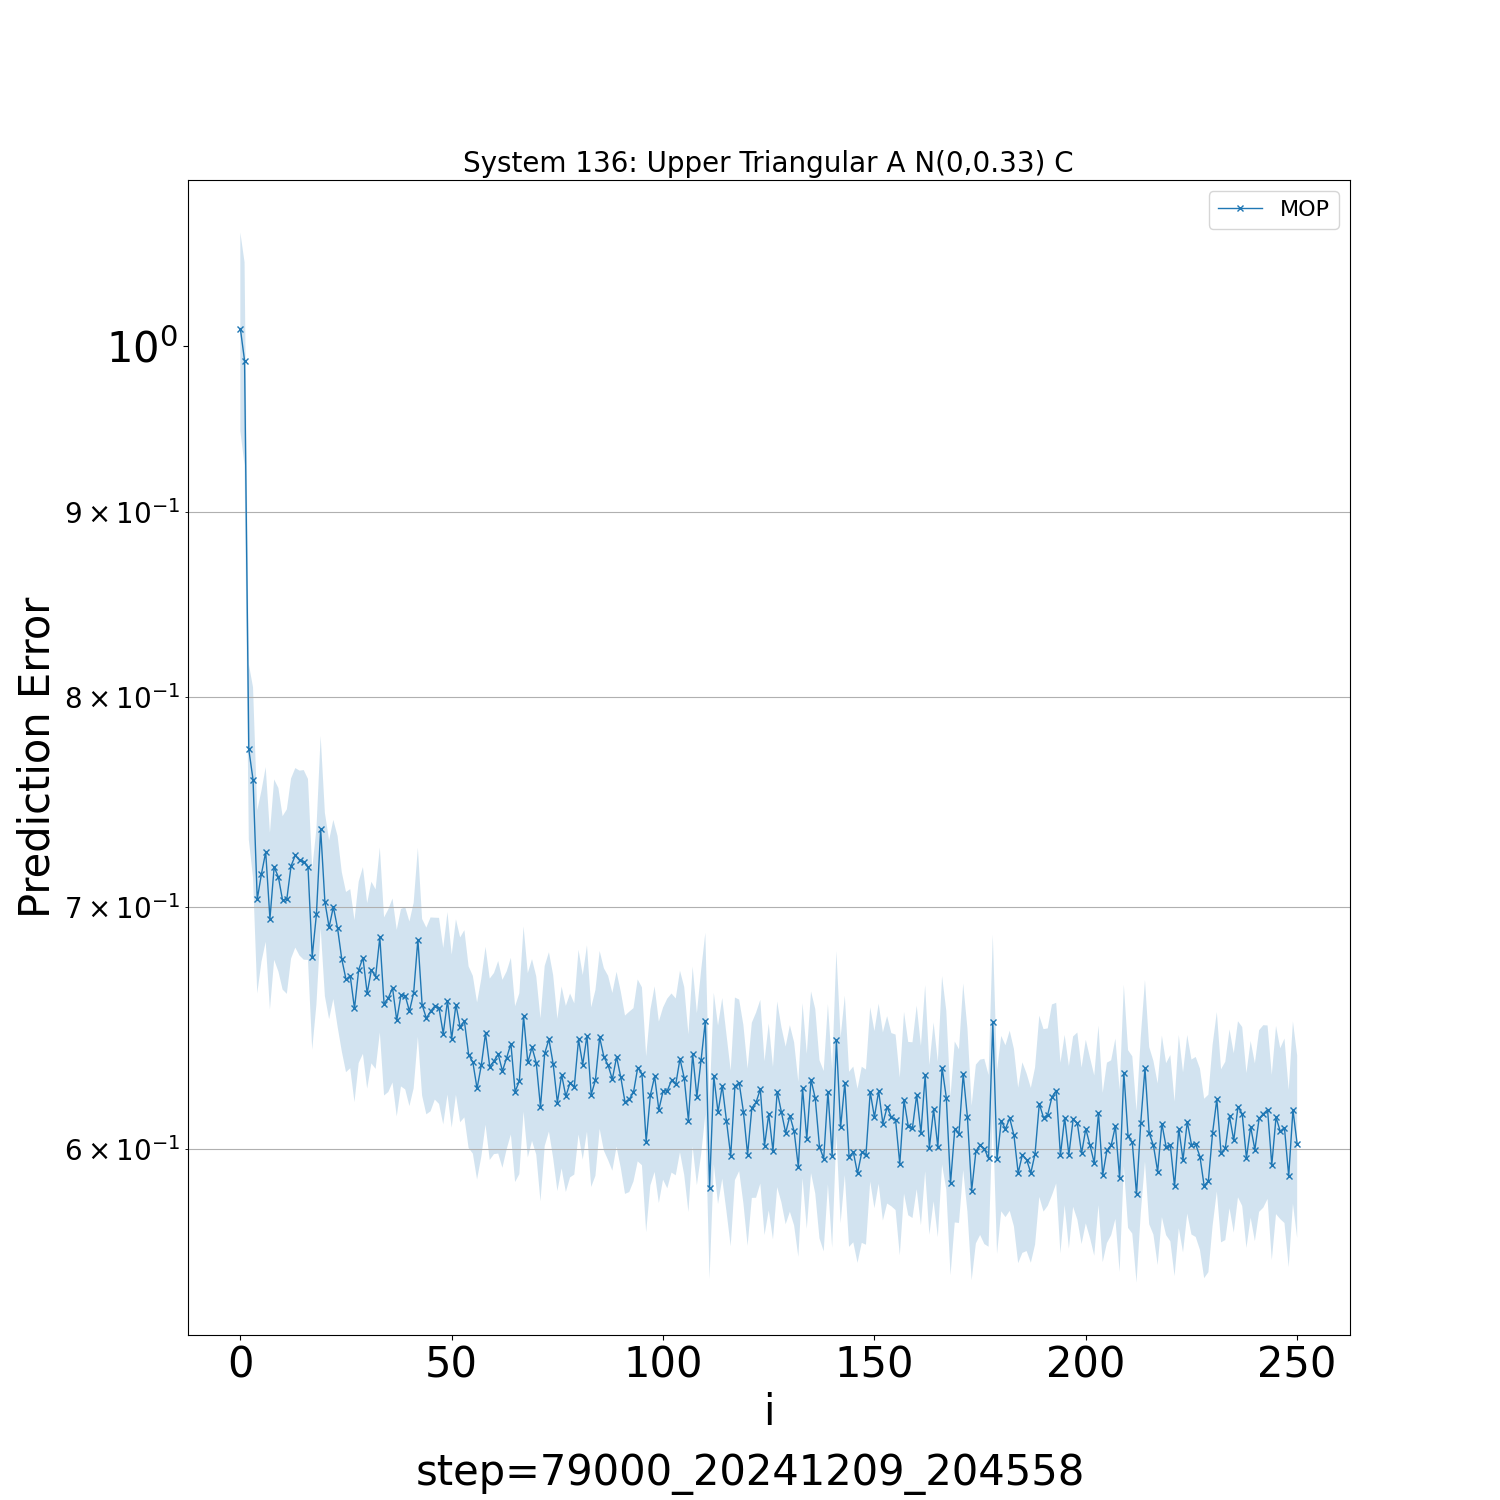 System 136: Upper Triangular A N(0,0.33) C
MOP
10⁰
9 × 10⁻¹
8 × 10⁻¹
7 × 10⁻¹
6 × 10⁻¹
Prediction Error
0 50 100 150 200 250
i
step=79000_20241209_204558